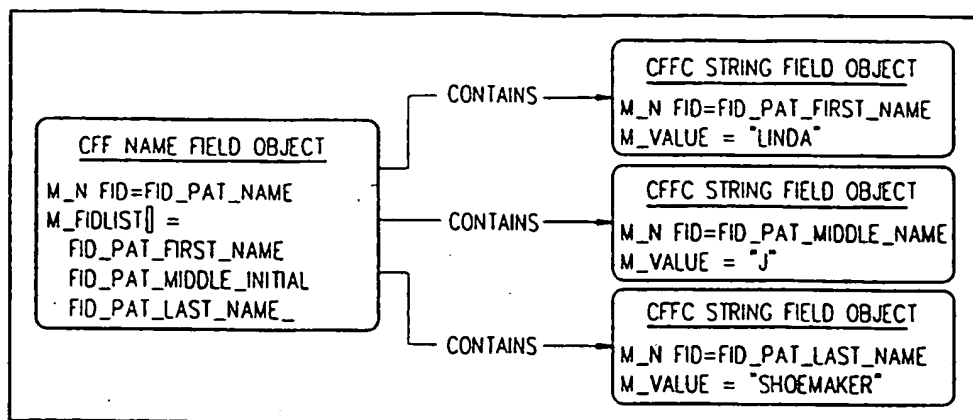 CFF NAME FIELD OBJECT
M_N FID=FID_PAT_NAME
M_FIDLIST[] =
FID_PAT_FIRST_NAME
FID_PAT_MIDDLE_INITIAL
FID_PAT_LAST_NAME_
CONTAINS
CFFC STRING FIELD OBJECT
M_N FID=FID_PAT_FIRST_NAME
M_VALUE = "LINDA"
CONTAINS
CFFC STRING FIELD OBJECT
M_N FID=FID_PAT_MIDDLE_NAME
M_VALUE = "J"
CONTAINS
CFFC STRING FIELD OBJECT
M_N FID=FID_PAT_LAST_NAME
M_VALUE = "SHOEMAKER"